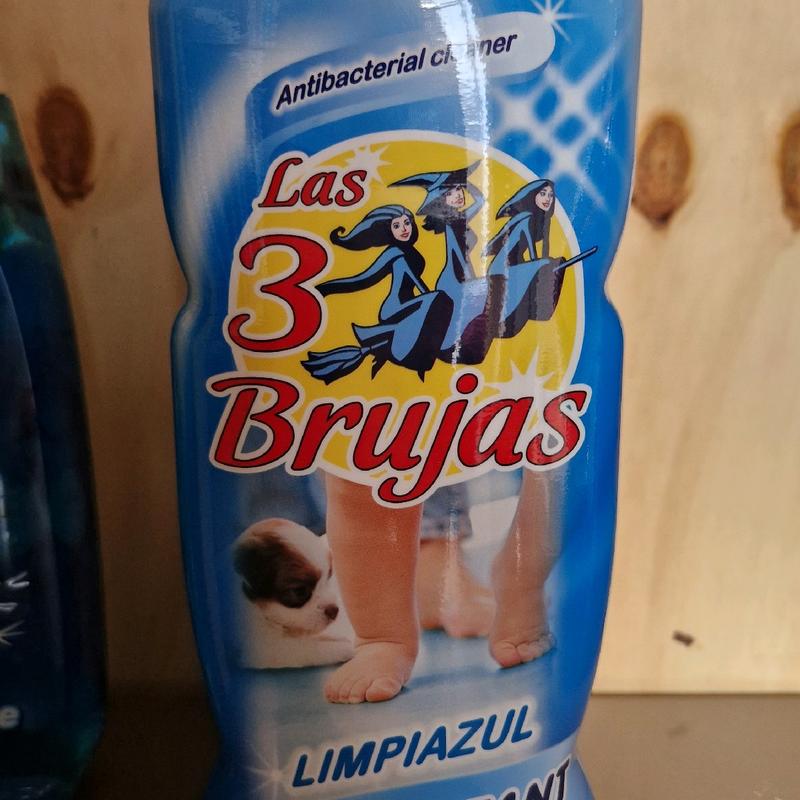 Antibacterial cleaner
Las
3
Brujas
LIMPIAZUL